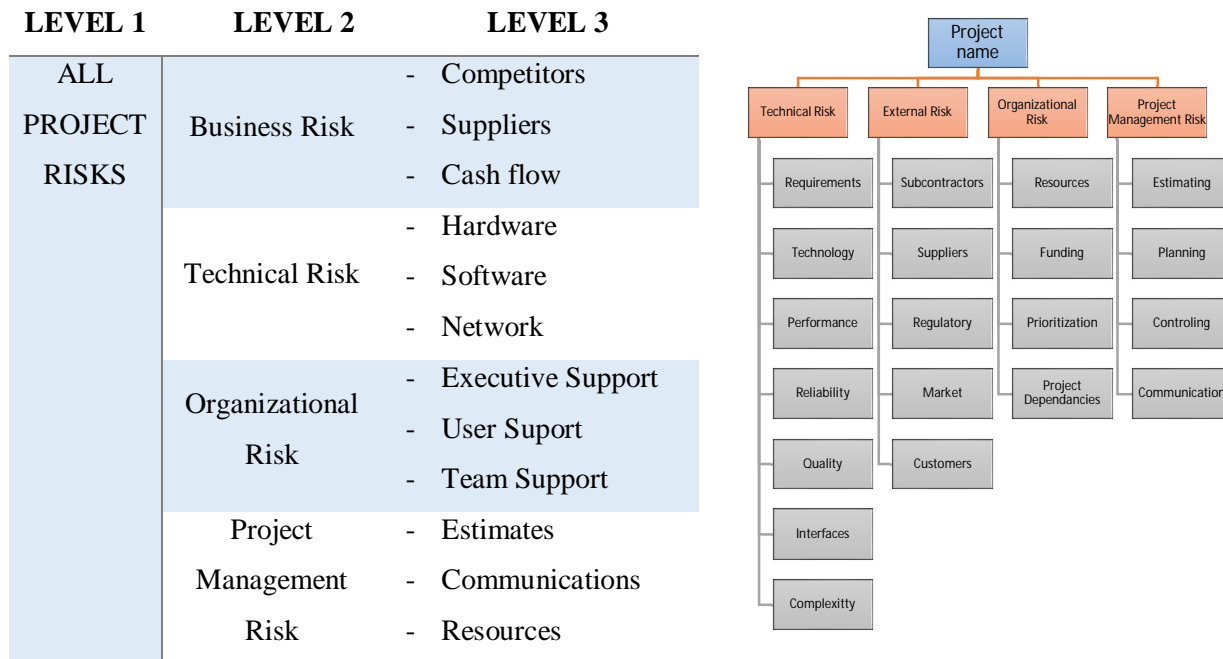 LEVEL 1 LEVEL 2 LEVEL 3
ALL
PROJECT
RISKS
Business Risk
- Competitors
- Suppliers
- Cash flow
Technical Risk
- Hardware
- Software
- Network
Organizational
Risk
- Executive Support
- User Suport
- Team Support
Project
Management
Risk
- Estimates
- Communications
- Resources
Project
name
Technical Risk
Requirements
Technology
Performance
Reliability
Quality
Interfaces
Complexitty
External Risk
Subcontractors
Suppliers
Regulatory
Market
Customers
Organizational
Risk
Resources
Funding
Prioritization
Project
Dependancies
Project
Management Risk
Estimating
Planning
Controling
Communication